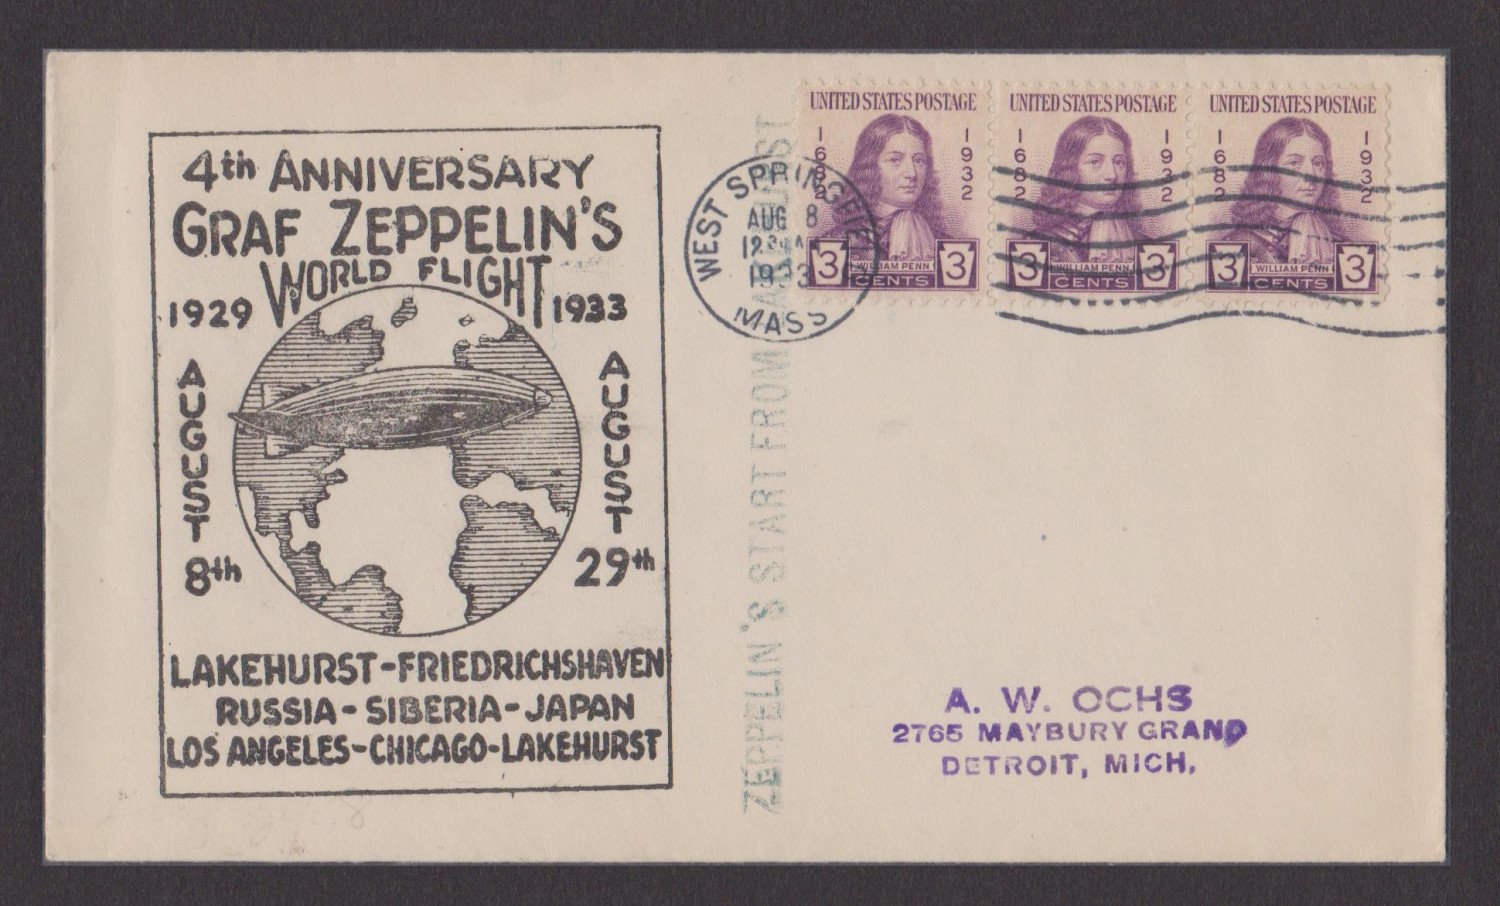 4th ANNIVERSARY
GRAF ZEPPELIN'S
WORLD FLIGHT
1929 1933
AUGUST
8th
AUGUST
29th
LAKEHURST-FRIEDRICHSHAVEN
RUSSIA-SIBERIA-JAPAN
LOS ANGELES-CHICAGO-LAKEHURST
ZEPPELIN'S START FROM
WEST SPRINGFIE
AUG 8
1933
MASS
UNITED STATES POSTAGE
1682 1932
WILLIAM PENN
3 CENTS 3
UNITED STATES POSTAGE
1682 1932
WILLIAM PENN
3 CENTS 3
UNITED STATES POSTAGE
1682 1932
WILLIAM PENN
3 CENTS 3
A. W. OCHS
2765 MAYBURY GRAND
DETROIT, MICH.